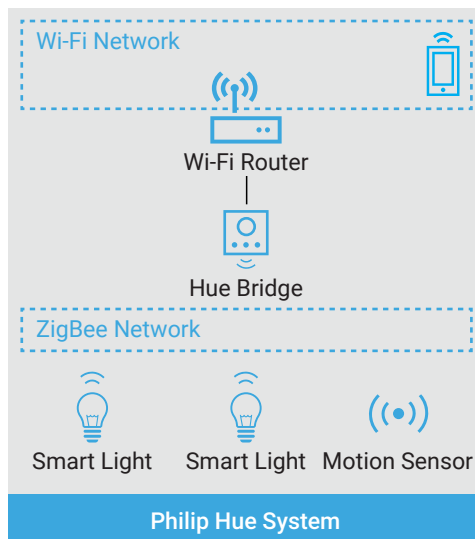 Wi-Fi Network
Wi-Fi Router
Hue Bridge
ZigBee Network
Smart Light Smart Light Motion Sensor
Philip Hue System